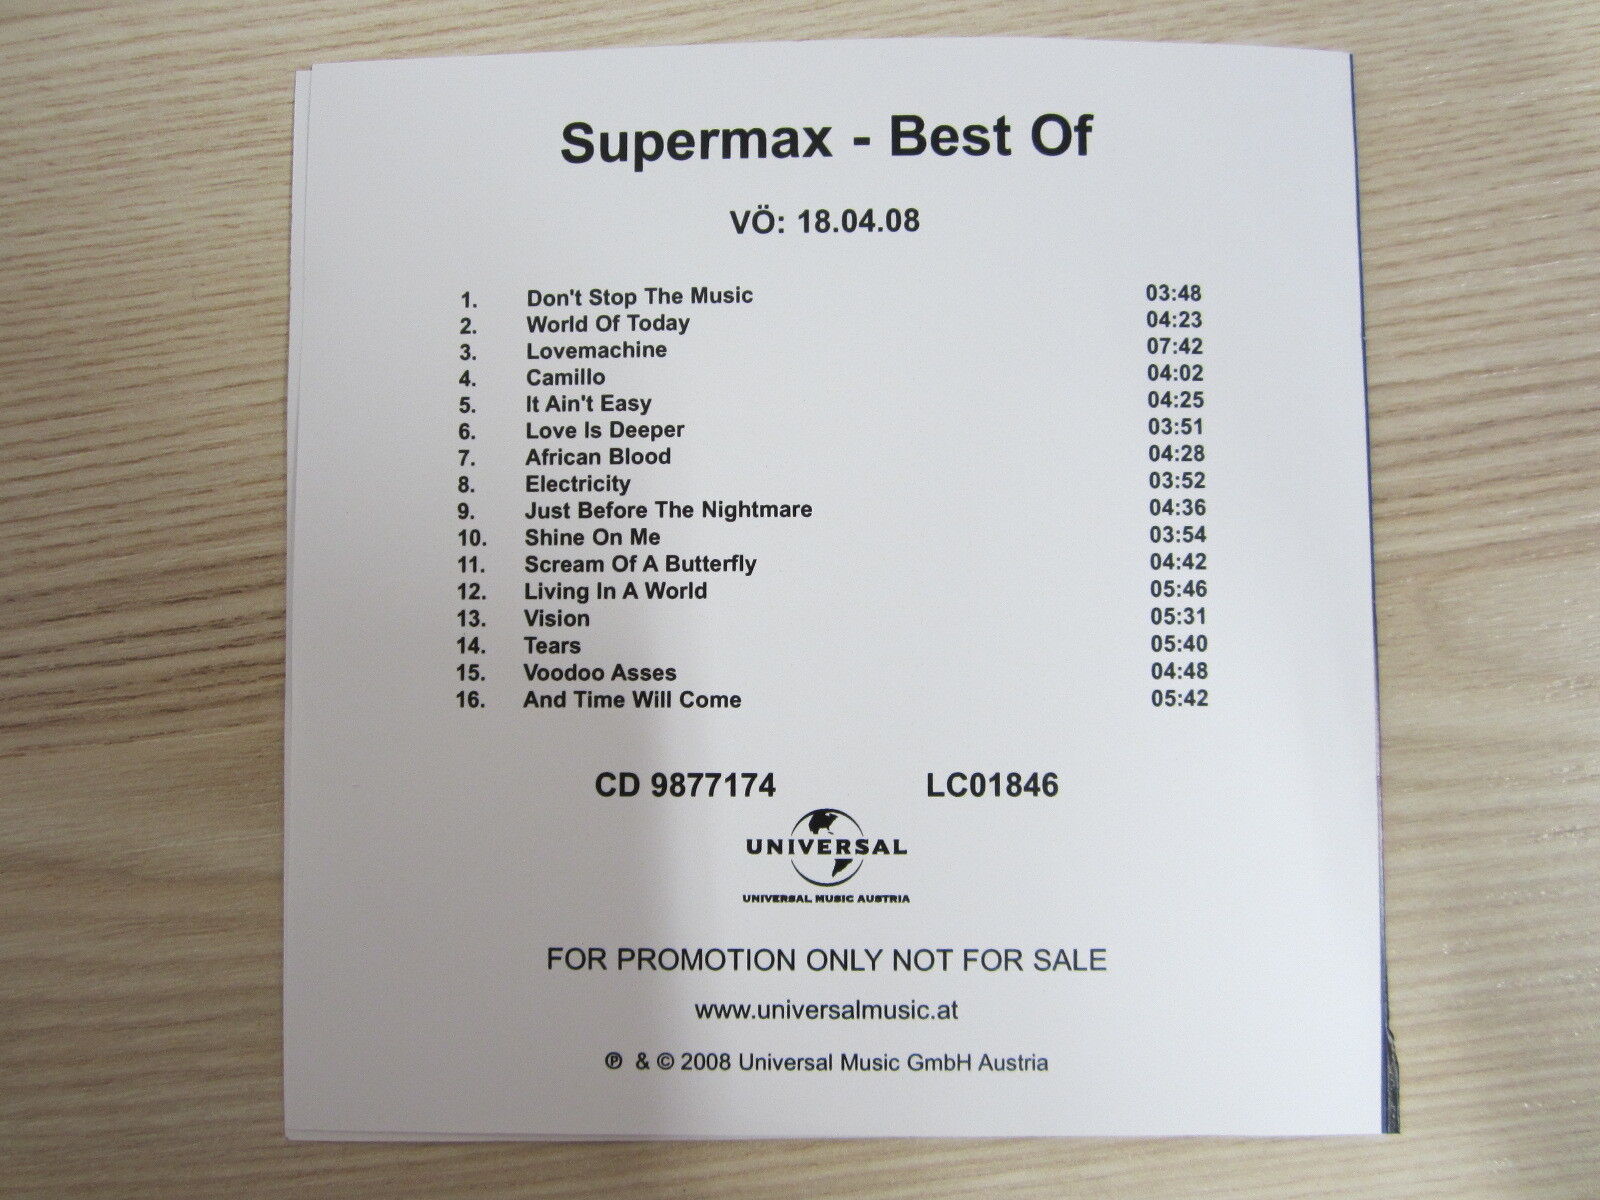 Supermax - Best Of
VÖ: 18.04.08
1. Don't Stop The Music 03:48
2. World Of Today 04:23
3. Lovemachine 07:42
4. Camillo 04:02
5. It Ain't Easy 04:25
6. Love Is Deeper 03:51
7. African Blood 04:28
8. Electricity 03:52
9. Just Before The Nightmare 04:36
10. Shine On Me 03:54
11. Scream Of A Butterfly 04:42
12. Living In A World 05:46
13. Vision 05:31
14. Tears 05:40
15. Voodoo Asses 04:48
16. And Time Will Come 05:42
CD 9877174 LC01846
UNIVERSAL
UNIVERSAL MUSIC AUSTRIA
FOR PROMOTION ONLY NOT FOR SALE
www.universalmusic.at
℗ & © 2008 Universal Music GmbH Austria